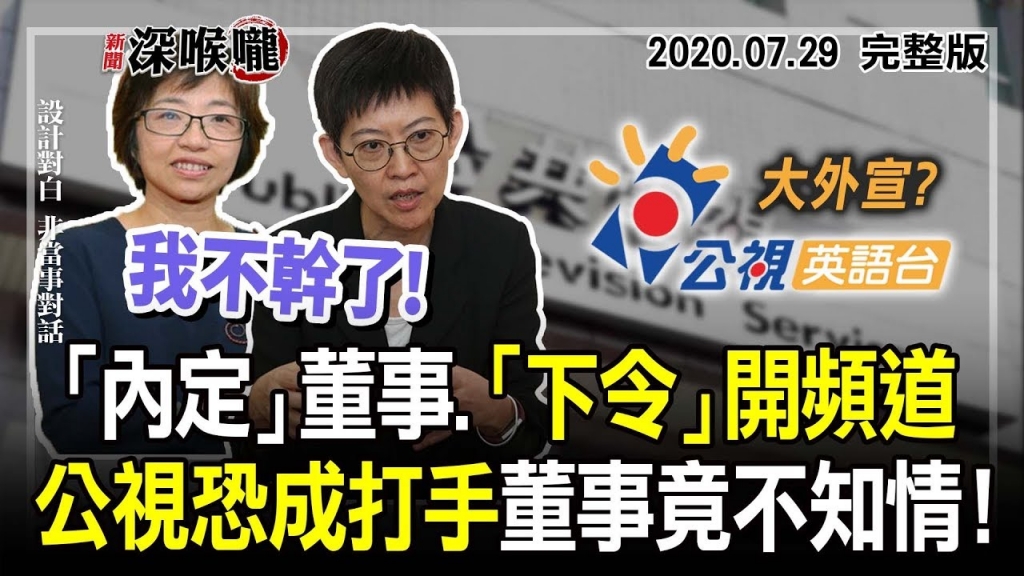 新聞深喉嚨
2020.07.29 完整版
設計對白 非當事對話
大外宣?
公視 英語台
我不幹了!
「內定」董事.「下令」開頻道
公視恐成打手董事竟不知情!